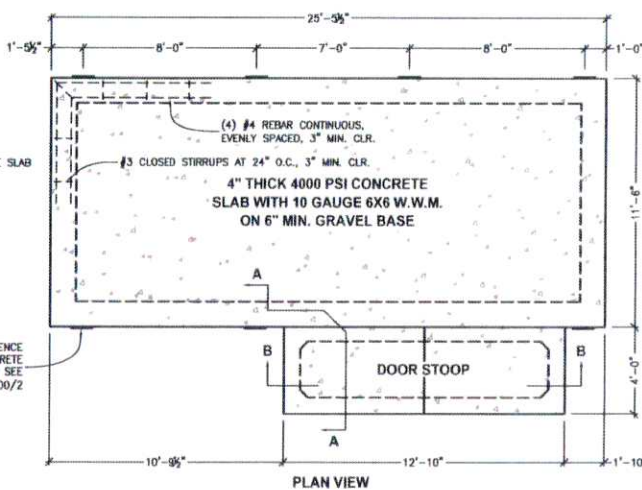 25'-5½"
1'-5½" 8'-0" 7'-0" 8'-0" 1'-0"
(4) #4 REBAR CONTINUOUS,
EVENLY SPACED, 3" MIN. CLR.
SLAB
#3 CLOSED STIRRUPS AT 24" O.C., 3" MIN. CLR.
4" THICK 4000 PSI CONCRETE
SLAB WITH 10 GAUGE 6X6 W.W.M.
ON 6" MIN. GRAVEL BASE
11'-6"
A
ENCE
CRETE
SEE
00/2
B
DOOR STOOP
B
4'-0"
A
10'-9½" 12'-10" 1'-10
PLAN VIEW